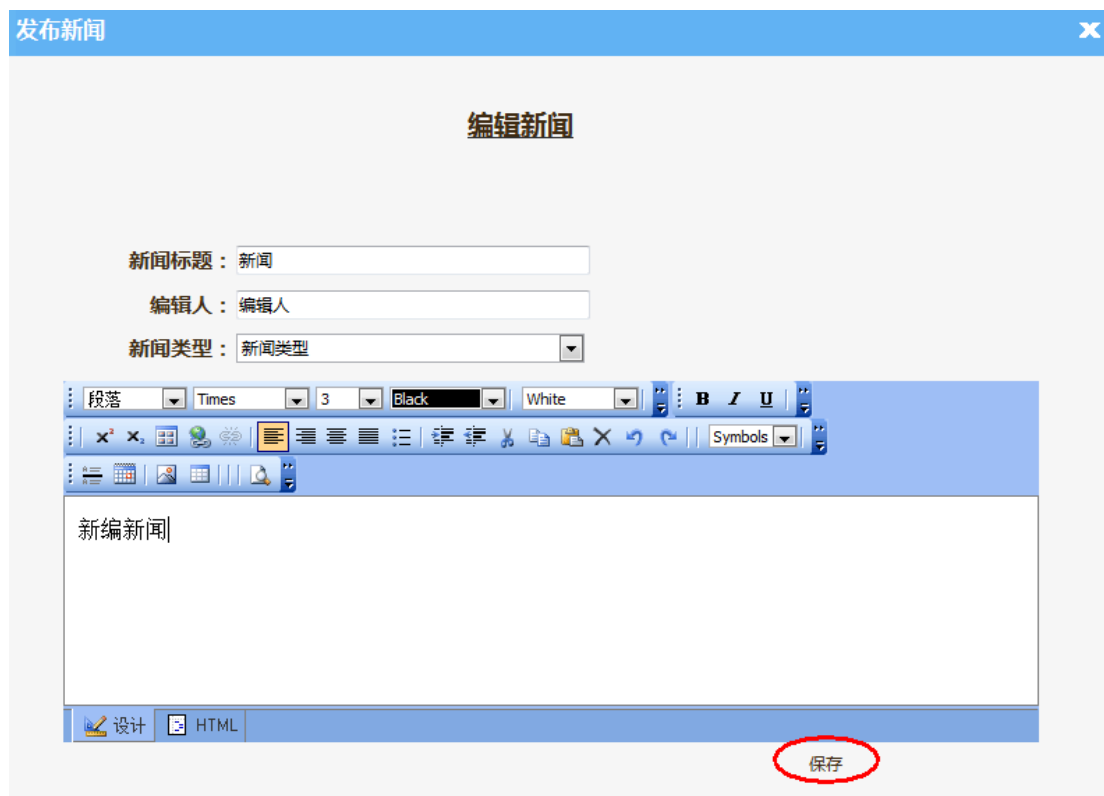 发布新闻
编辑新闻
新闻标题：新闻
编辑人：编辑人
新闻类型：新闻类型
段落 Times 3 Black White B I U
x² x₂ Symbols
新编新闻
设计 HTML
保存